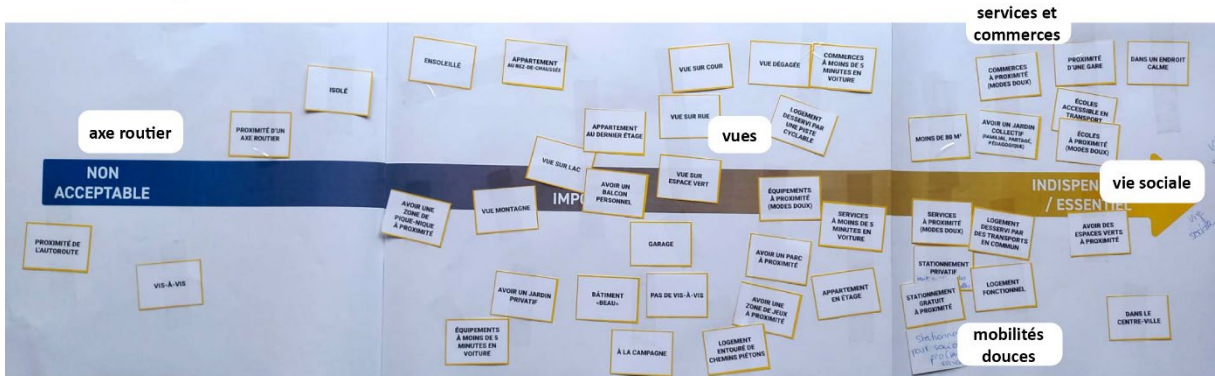 services et
commerces
axe routier
vues
vie sociale
mobilités
douces
NON
ACCEPTABLE
INDISPEN
/ ESSENTIEL
ISOLÉ
PROXIMITÉ D'UN
AXE ROUTIER
PROXIMITÉ DE
L'AUTOROUTE
VIS-À-VIS
ENSOLEILLÉ
APPARTEMENT
AU REZ-DE-CHAUSSÉE
VUE SUR COUR
VUE DÉGAGÉE
COMMERCES
À MOINS DE 5
MINUTES EN
VOITURE
APPARTEMENT
AU DERNIER ÉTAGE
VUE SUR RUE
LOGEMENT
DESSERVI PAR
UNE PISTE
CYCLABLE
VUE SUR LAC
AVOIR UN
BALCON
PERSONNEL
VUE SUR
ESPACE VERT
AVOIR UNE
ZONE DE
PIQUE-NIQUE
À PROXIMITÉ
VUE MONTAGNE
ÉQUIPEMENTS
À PROXIMITÉ
(MODES DOUX)
SERVICES
À MOINS DE 5
MINUTES EN
VOITURE
GARAGE
AVOIR UN PARC
À PROXIMITÉ
AVOIR UN JARDIN
PRIVATIF
BÂTIMENT
«BEAU»
PAS DE VIS-À-VIS
AVOIR UNE
ZONE DE JEUX
À PROXIMITÉ
APPARTEMENT
EN ÉTAGE
ÉQUIPEMENTS
À MOINS DE 5
MINUTES EN
VOITURE
À LA CAMPAGNE
LOGEMENT
ENTOURÉ DE
CHEMINS PIÉTONS
COMMERCES
À PROXIMITÉ
(MODES DOUX)
PROXIMITÉ
D'UNE GARE
DANS UN ENDROIT
CALME
ÉCOLES
ACCESSIBLE EN
TRANSPORT
MOINS DE 80 M²
AVOIR UN JARDIN
COLLECTIF
(FAMILIAL, PARTAGÉ,
PÉDAGOGIQUE)
ÉCOLES
À PROXIMITÉ
(MODES DOUX)
SERVICES
À PROXIMITÉ
(MODES DOUX)
LOGEMENT
DESSERVI PAR
DES TRANSPORTS
EN COMMUN
AVOIR DES
ESPACES VERTS
À PROXIMITÉ
STATIONNEMENT
PRIVATIF
STATIONNEMENT
GRATUIT
À PROXIMITÉ
LOGEMENT
FONCTIONNEL
DANS LE
CENTRE-VILLE